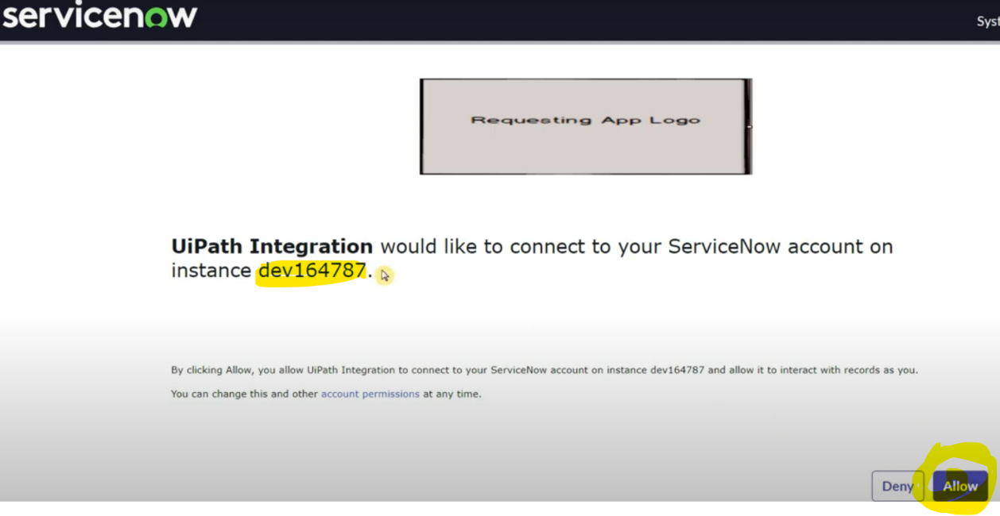 servicenow
Syst
Requesting App Logo
UiPath Integration would like to connect to your ServiceNow account on
instance dev164787.
By clicking Allow, you allow UiPath Integration to connect to your ServiceNow account on instance dev164787 and allow it to interact with records as you.
You can change this and other account permissions at any time.
Deny Allow